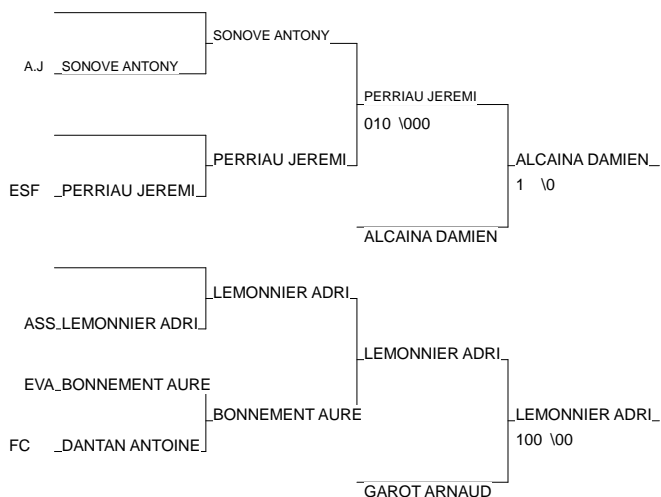 SONOVE ANTONY
A.J SONOVE ANTONY
PERRIAU JEREMI
010 \000
PERRIAU JEREMI
ALCAINA DAMIEN
1 \0
ESF PERRIAU JEREMI
ALCAINA DAMIEN
LEMONNIER ADRI
ASS LEMONNIER ADRI
LEMONNIER ADRI
EVA BONNEMENT AURE
BONNEMENT AURE
LEMONNIER ADRI
100 \00
FC DANTAN ANTOINE
GAROT ARNAUD